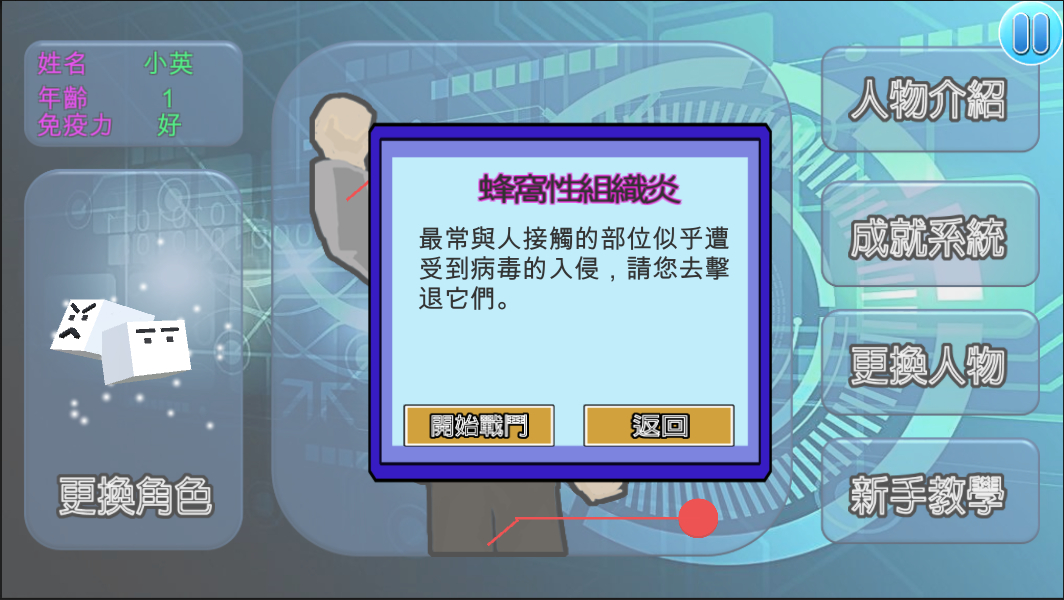 姓名 小英
年齡 1
免疫力 好
更換角色
蜂窩性組織炎
最常與人接觸的部位似乎遭
受到病毒的入侵，請您去擊
退它們。
開始戰鬥
返回
人物介紹
成就系統
更換人物
新手教學